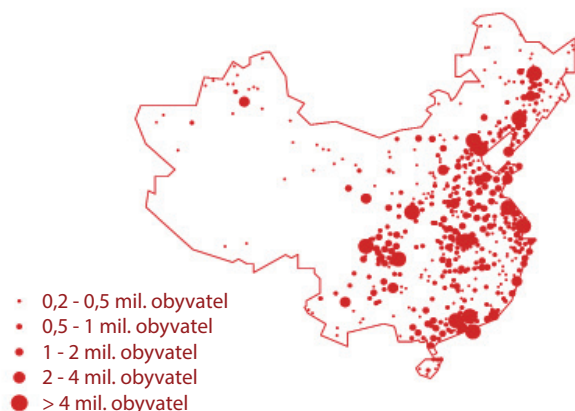 0,2 - 0,5 mil. obyvatel
0,5 - 1 mil. obyvatel
1 - 2 mil. obyvatel
2 - 4 mil. obyvatel
> 4 mil. obyvatel